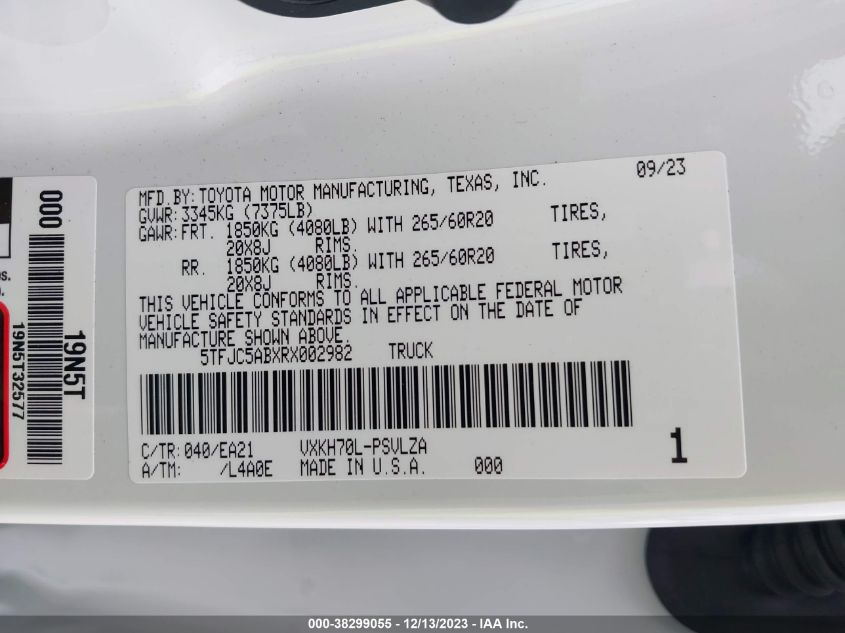 000
19N5T
19N5T32577
MFD.BY:TOYOTA MOTOR MANUFACTURING, TEXAS, INC. 09/23
GVWR:3345KG (7375LB)
GAWR:FRT. 1850KG (4080LB) WITH 265/60R20 TIRES,
20X8J RIMS.
RR. 1850KG (4080LB) WITH 265/60R20 TIRES,
20X8J RIMS.
THIS VEHICLE CONFORMS TO ALL APPLICABLE FEDERAL MOTOR
VEHICLE SAFETY STANDARDS IN EFFECT ON THE DATE OF
MANUFACTURE SHOWN ABOVE.
5TFJC5ABXRX002982 TRUCK
C/TR:040/EA21 VXKH70L-PSVLZA
A/TM: /L4A0E MADE IN U.S.A. 000
1
000-38299055 - 12/13/2023 - IAA Inc.